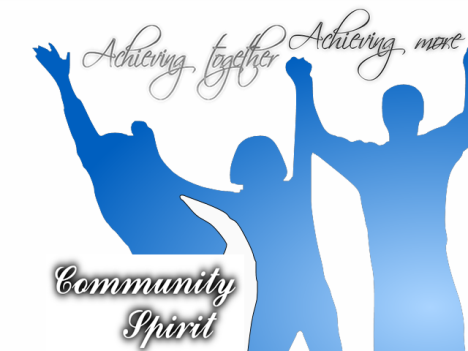 Achieving together
Achieving more
Community
Spirit